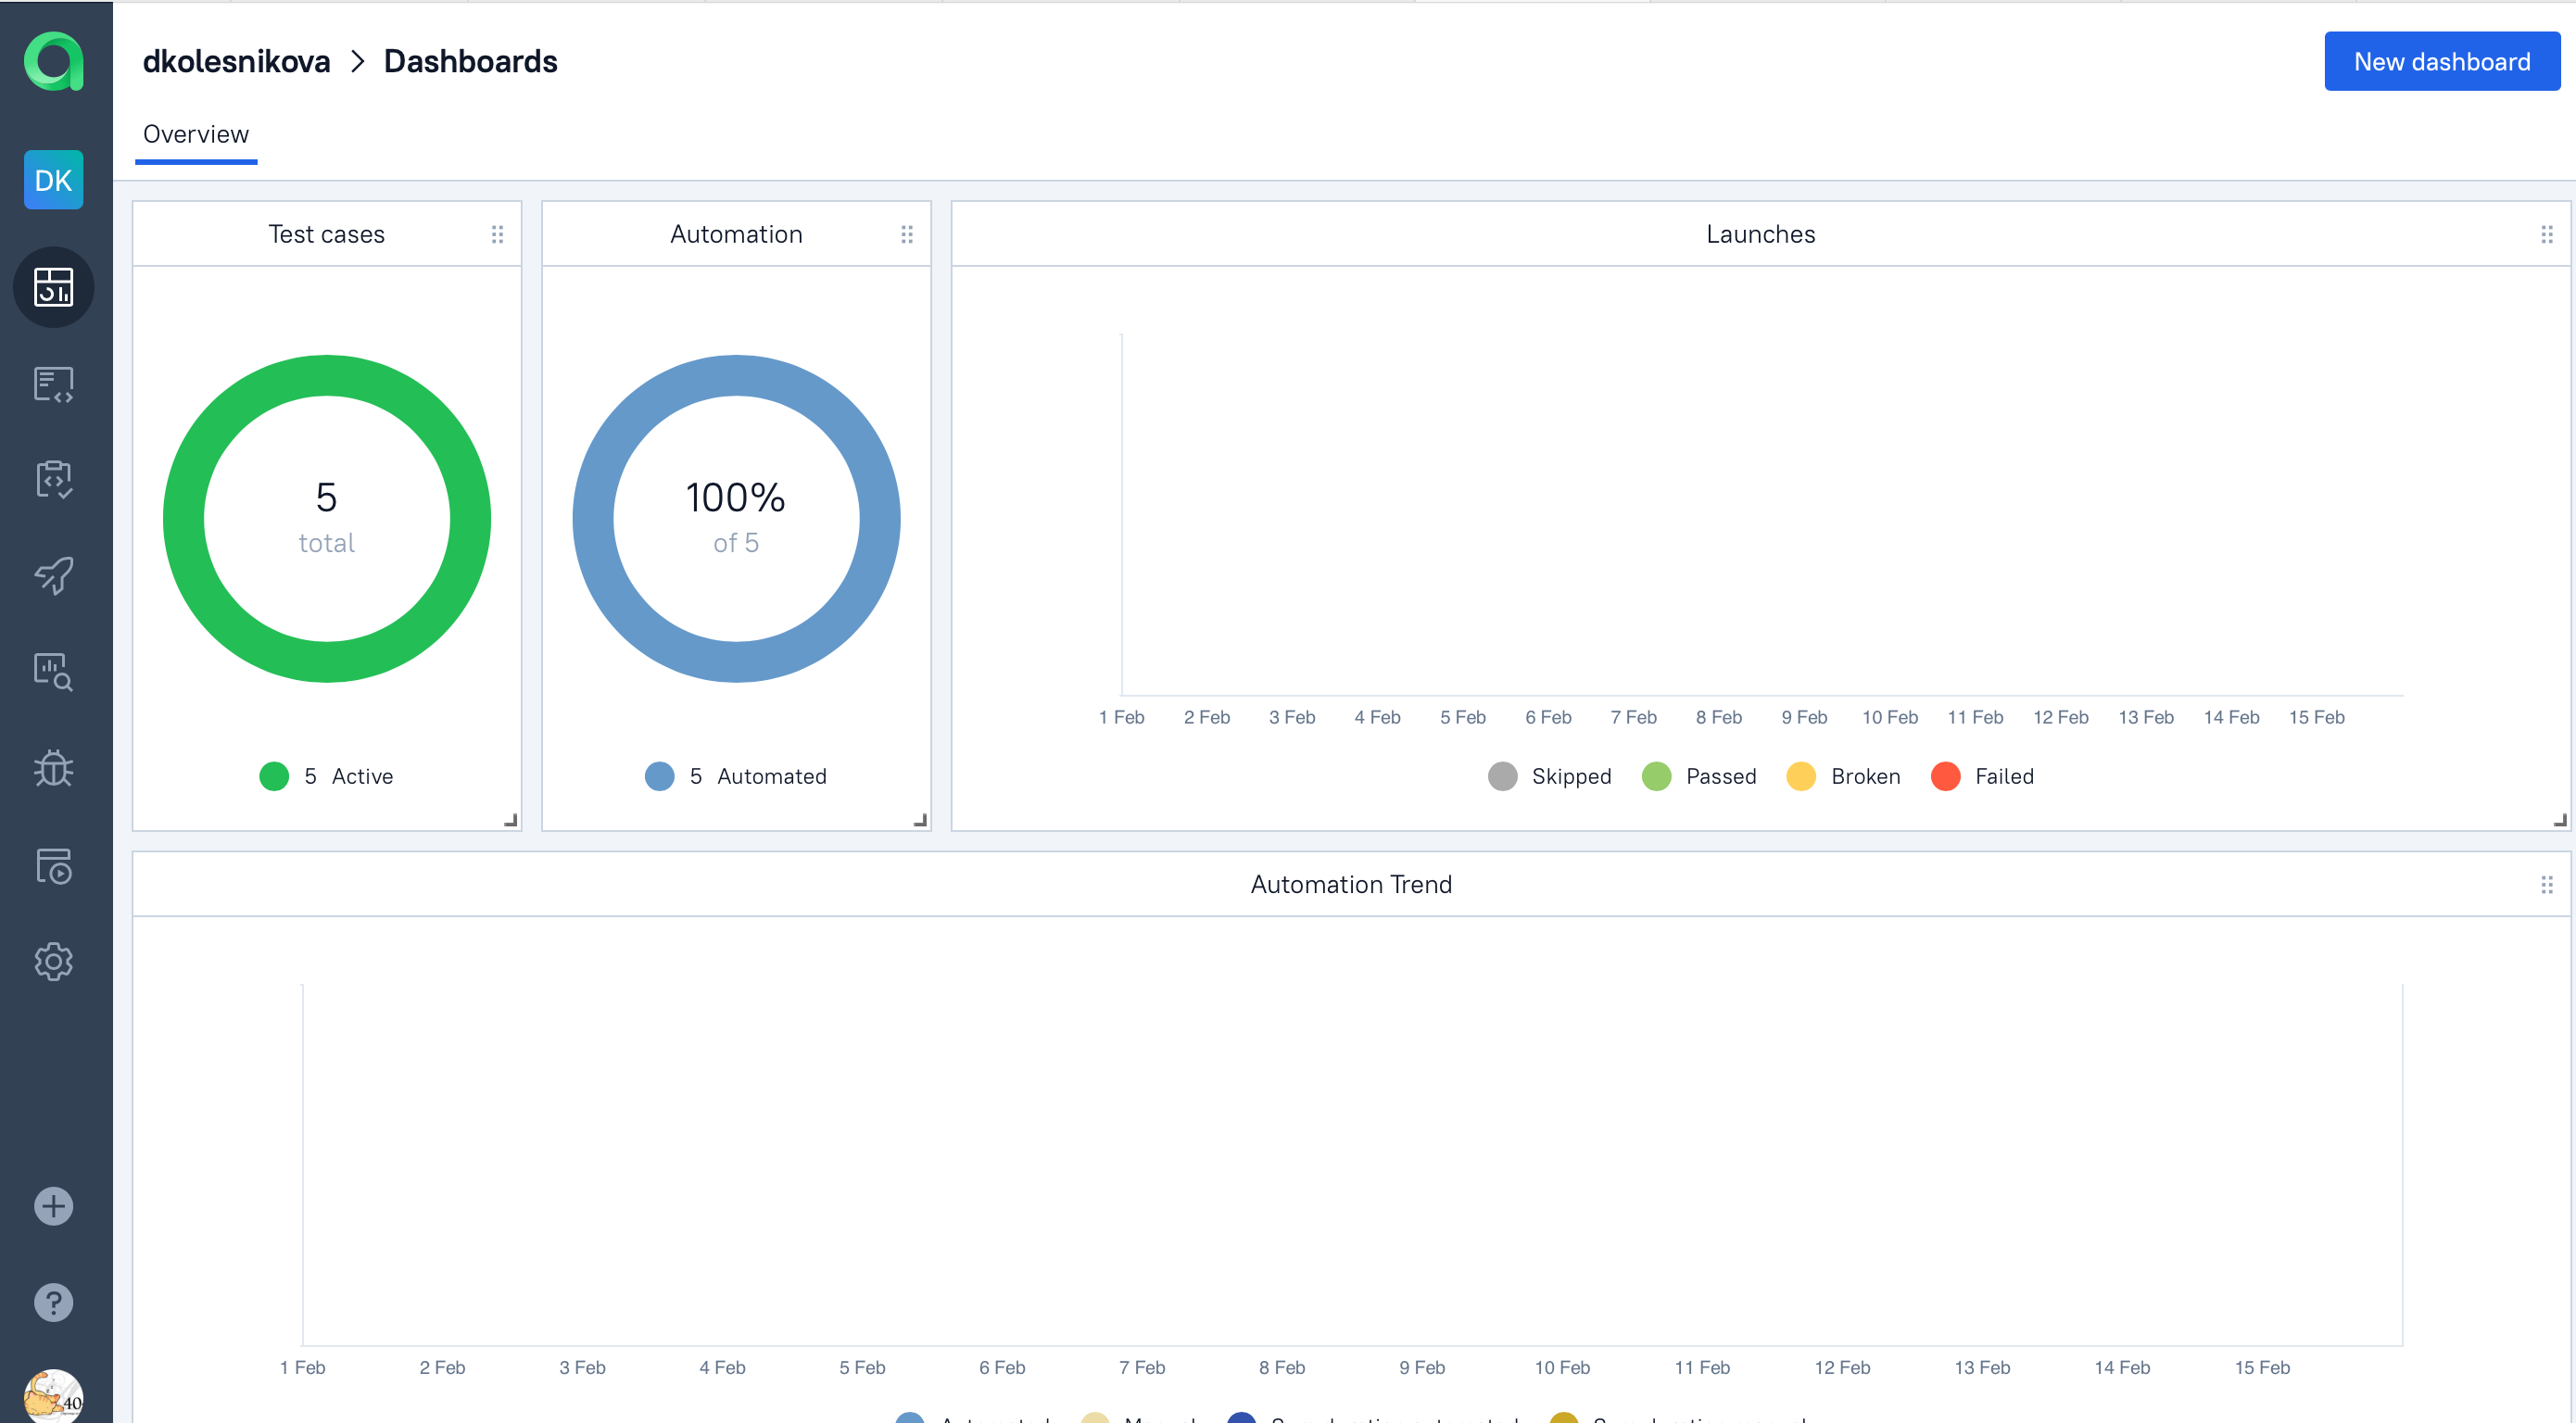 dkolesnikova > Dashboards
New dashboard
Overview
DK
Test cases
Automation
Launches
5
total
100%
of 5
1 Feb 2 Feb 3 Feb 4 Feb 5 Feb 6 Feb 7 Feb 8 Feb 9 Feb 10 Feb 11 Feb 12 Feb 13 Feb 14 Feb 15 Feb
5 Active
5 Automated
Skipped Passed Broken Failed
Automation Trend
1 Feb 2 Feb 3 Feb 4 Feb 5 Feb 6 Feb 7 Feb 8 Feb 9 Feb 10 Feb 11 Feb 12 Feb 13 Feb 14 Feb 15 Feb
40